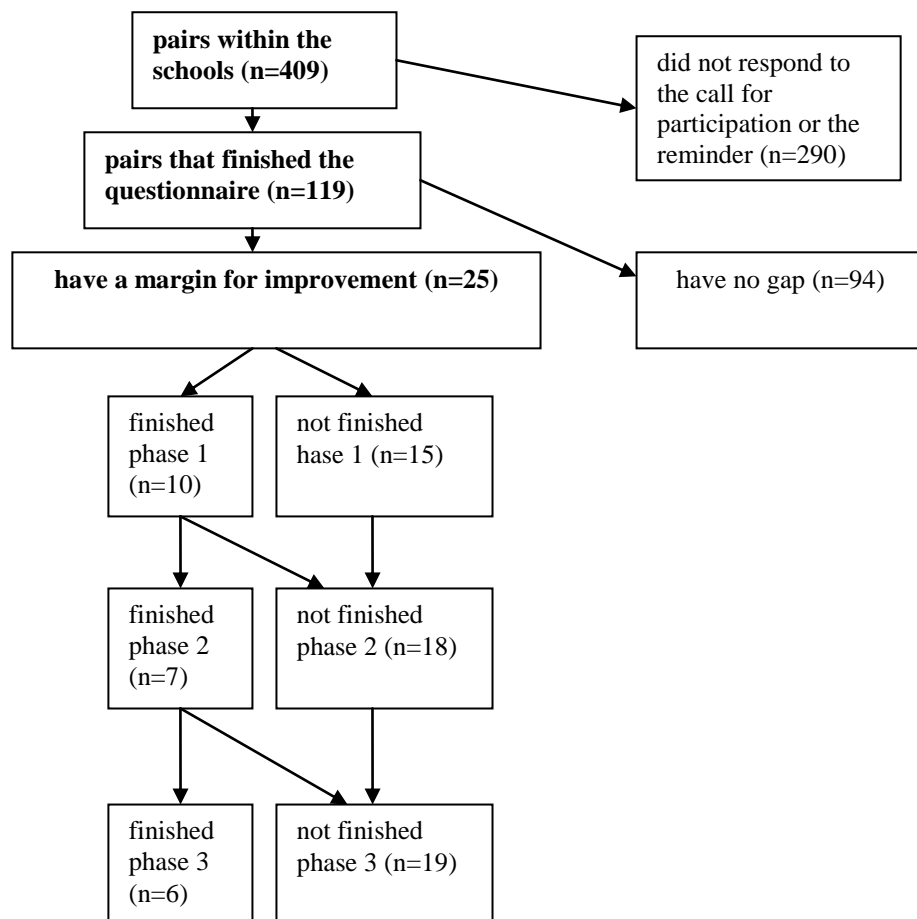 pairs within the
schools (n=409)
did not respond to
the call for
participation or the
reminder (n=290)
pairs that finished the
questionnaire (n=119)
have a margin for improvement (n=25)
have no gap (n=94)
finished
phase 1
(n=10)
not finished
hase 1 (n=15)
finished
phase 2
(n=7)
not finished
phase 2 (n=18)
finished
phase 3
(n=6)
not finished
phase 3 (n=19)